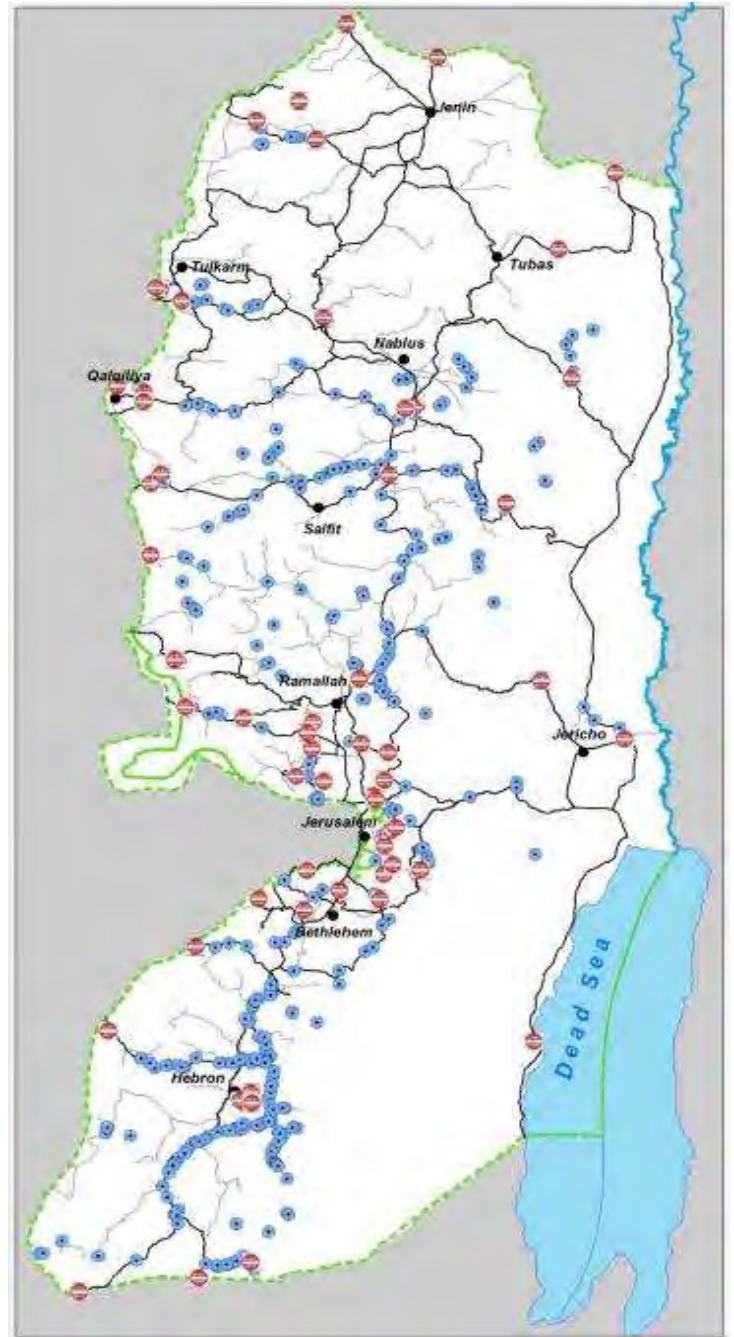 Jenin
Tulkarm
Tubas
Nablus
Qalqiliya
Salfit
Ramallah
Jericho
Jerusalem
Bethlehem
Dead Sea
Hebron